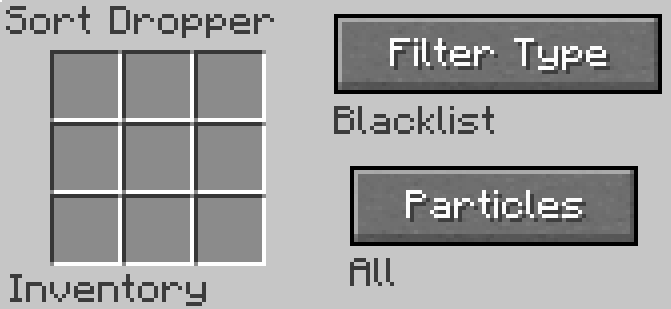 Sort Dropper
Filter Type
Blacklist
Particles
All
Inventory